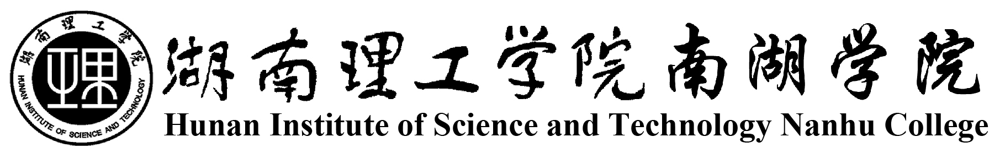 湖南理工学院
HUNAN INSTITUTE OF SCIENCE AND TECHNOLOGY
湖南理工学院南湖学院
Hunan Institute of Science and Technology Nanhu College